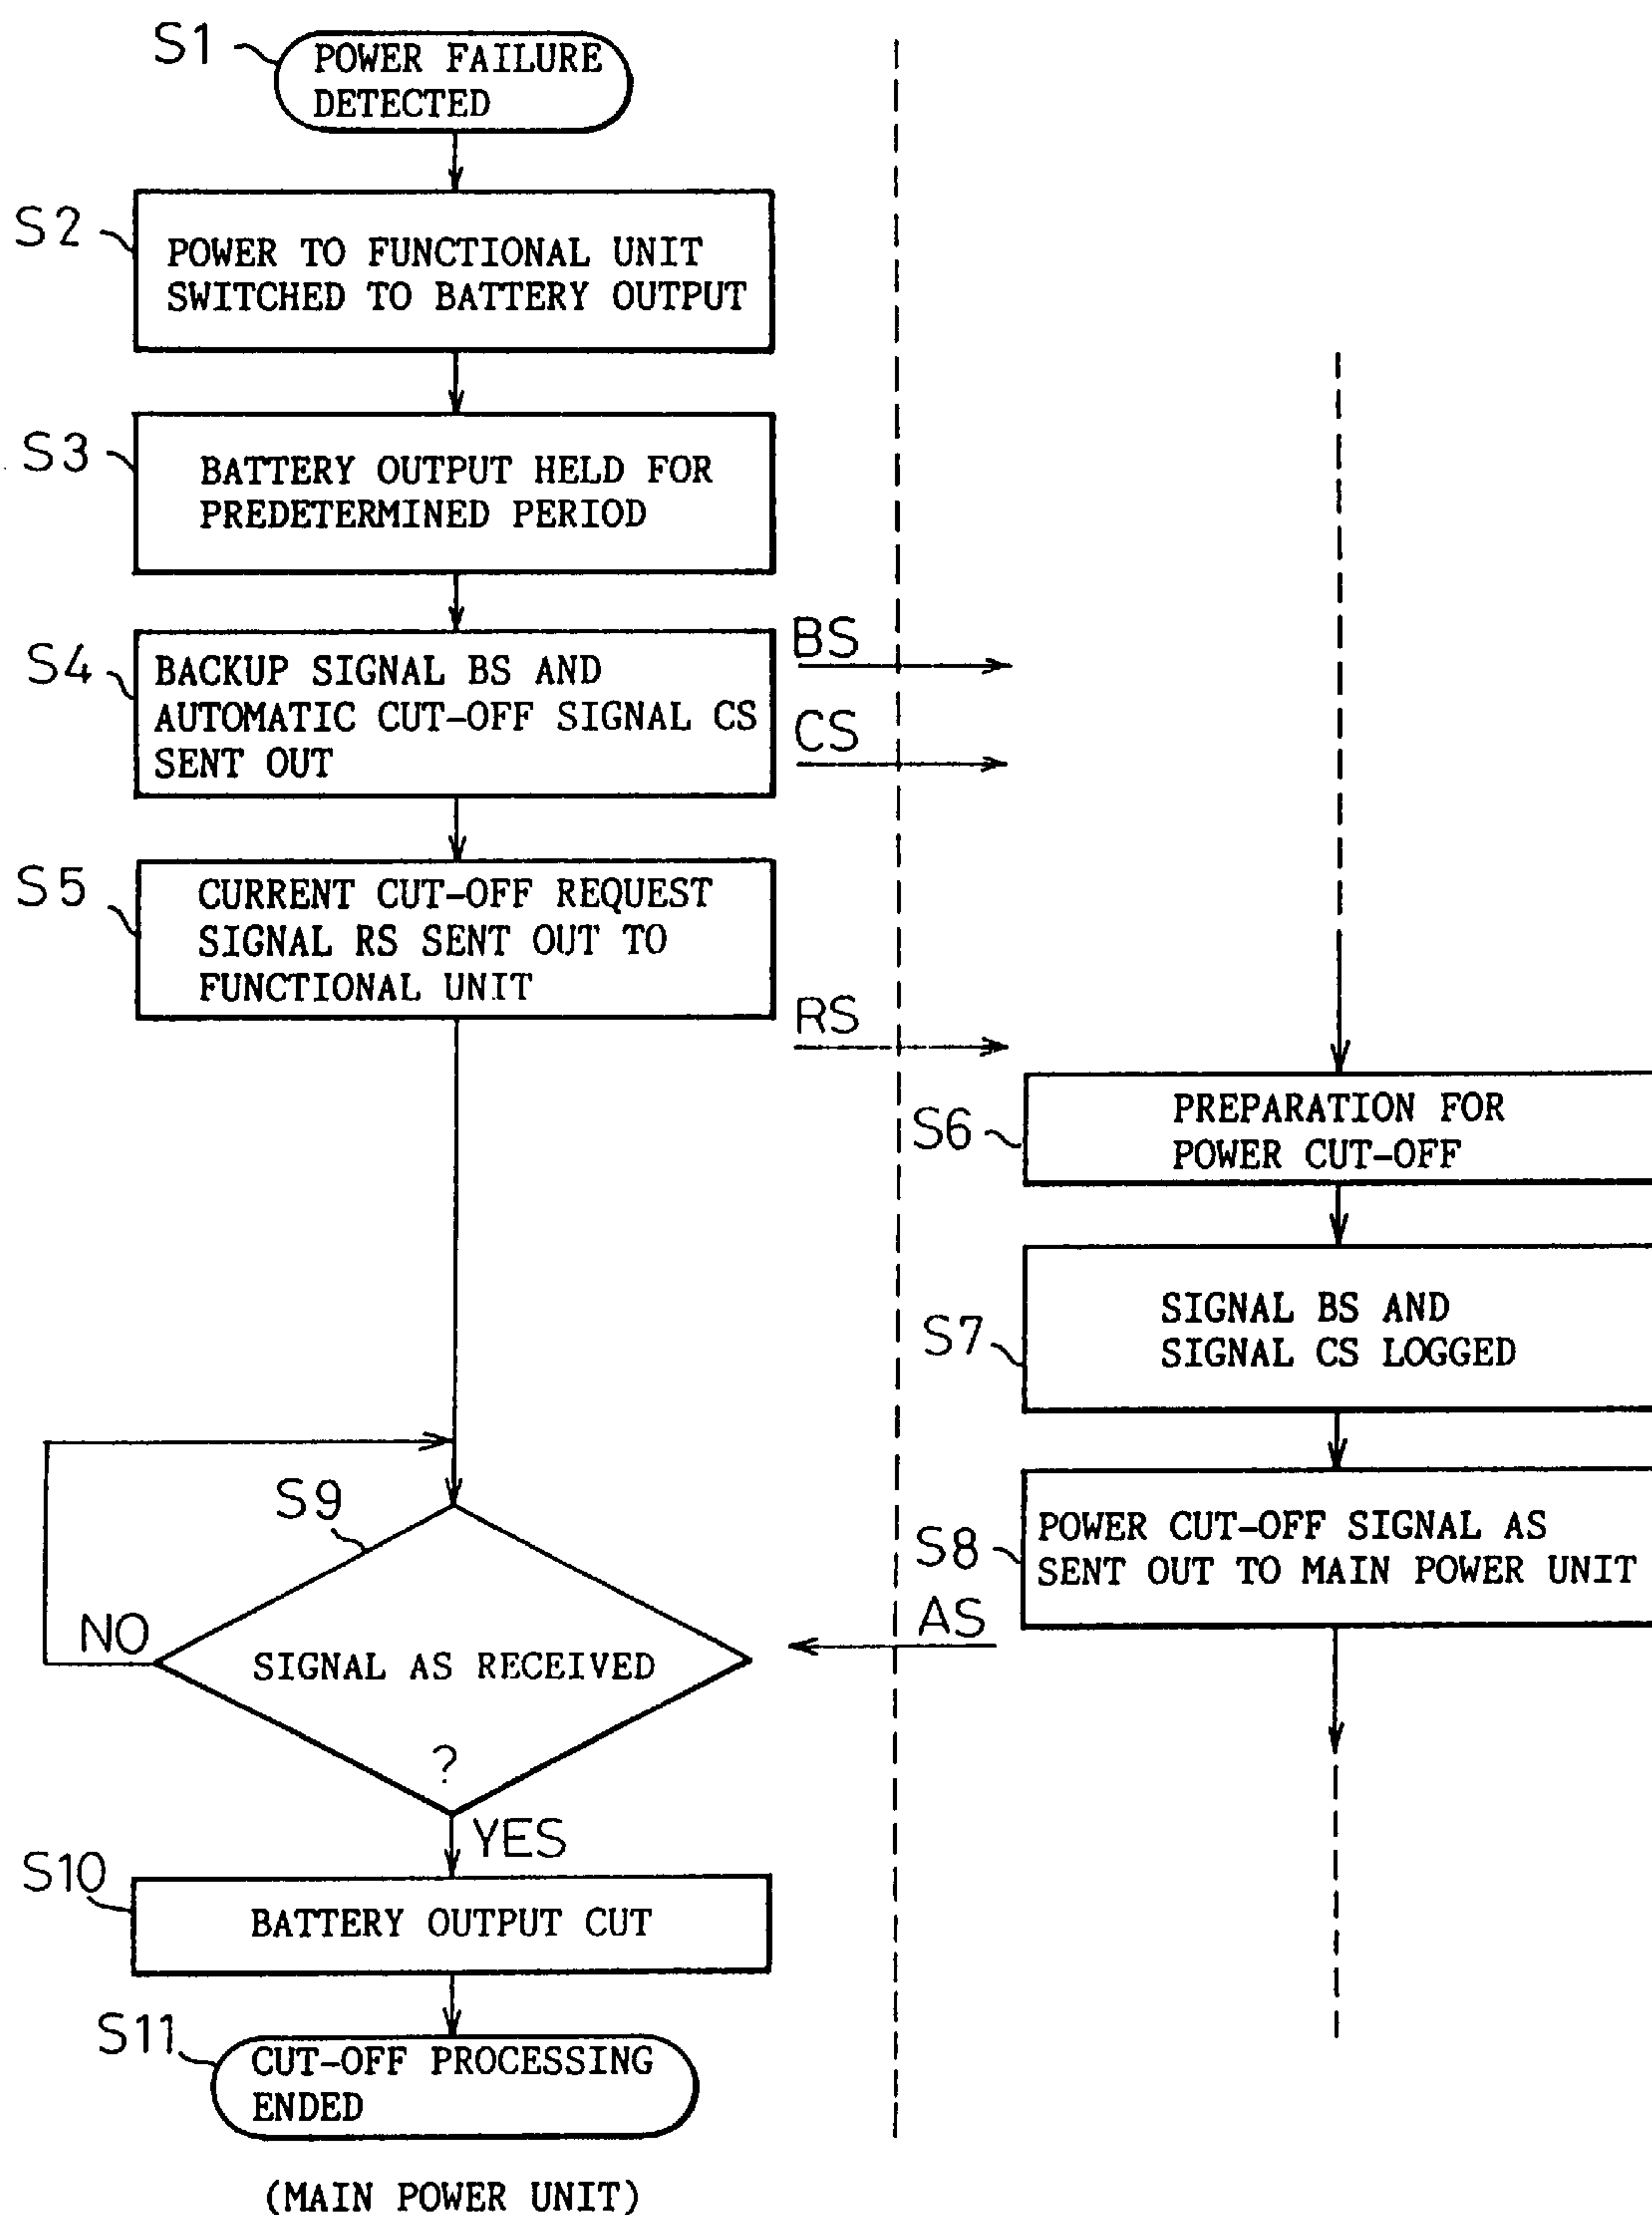 S1
POWER FAILURE
DETECTED
S2
POWER TO FUNCTIONAL UNIT
SWITCHED TO BATTERY OUTPUT
S3
BATTERY OUTPUT HELD FOR
PREDETERMINED PERIOD
S4
BACKUP SIGNAL BS AND
AUTOMATIC CUT-OFF SIGNAL CS
SENT OUT
BS
CS
S5
CURRENT CUT-OFF REQUEST
SIGNAL RS SENT OUT TO
FUNCTIONAL UNIT
RS
S6
PREPARATION FOR
POWER CUT-OFF
S7
SIGNAL BS AND
SIGNAL CS LOGGED
S8
POWER CUT-OFF SIGNAL AS
SENT OUT TO MAIN POWER UNIT
AS
S9
NO
SIGNAL AS RECEIVED
?
YES
S10
BATTERY OUTPUT CUT
S11
CUT-OFF PROCESSING
ENDED
(MAIN POWER UNIT)